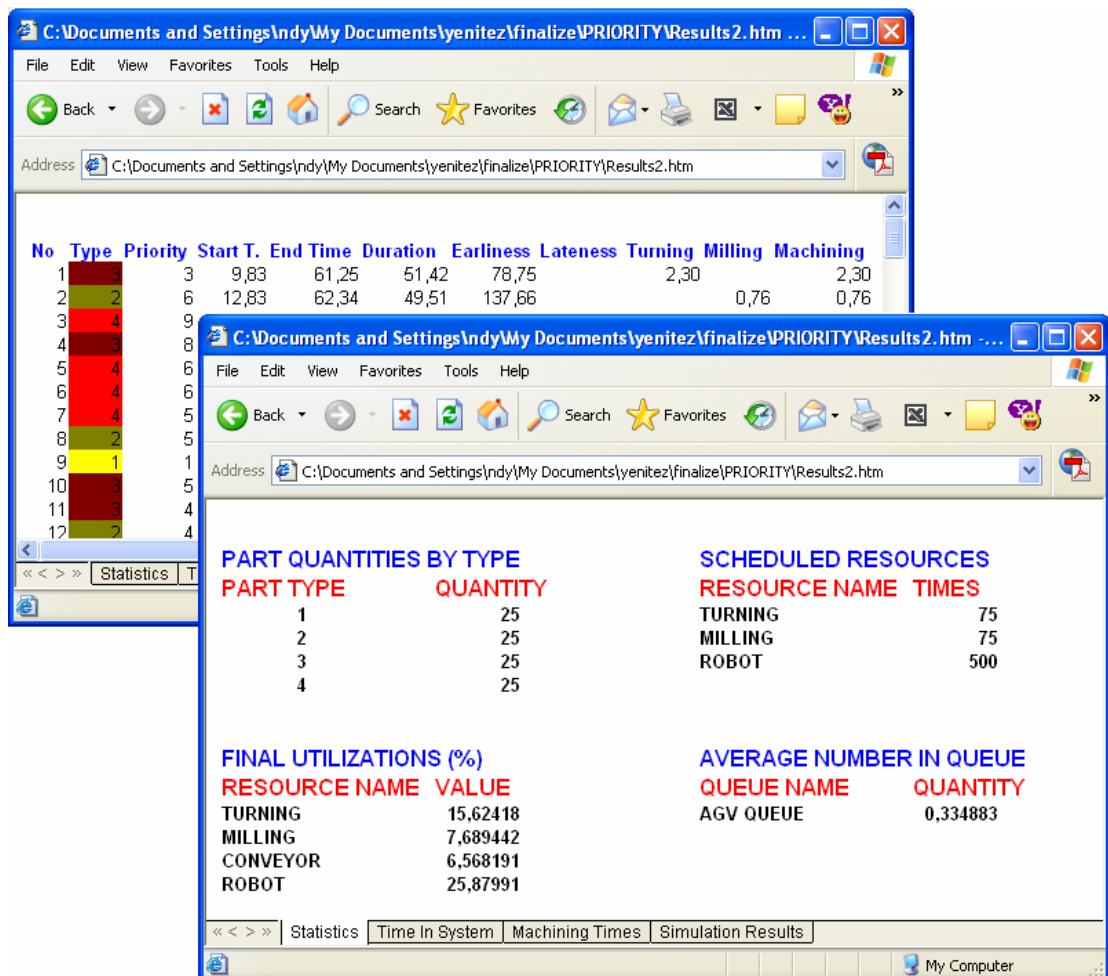 C:\Documents and Settings\ndy\My Documents\yenitez\finalize\PRIORITY\Results2.htm ...
File Edit View Favorites Tools Help
Back Search Favorites
Address C:\Documents and Settings\ndy\My Documents\yenitez\finalize\PRIORITY\Results2.htm
No Type Priority Start T. End Time Duration Earliness Lateness Turning Milling Machining
1 3 3 9,83 61,25 51,42 78,75 2,30 2,30
2 2 6 12,83 62,34 49,51 137,66 0,76 0,76
3 4 9
4 3 8
5 4 6
6 4 6
7 4 5
8 2 5
9 1 1
10 3 5
11 3 4
12 2 4
« < > » Statistics T
C:\Documents and Settings\ndy\My Documents\yenitez\finalize\PRIORITY\Results2.htm -...
File Edit View Favorites Tools Help
Back Search Favorites
Address C:\Documents and Settings\ndy\My Documents\yenitez\finalize\PRIORITY\Results2.htm
PART QUANTITIES BY TYPE
PART TYPE QUANTITY
1 25
2 25
3 25
4 25
SCHEDULED RESOURCES
RESOURCE NAME TIMES
TURNING 75
MILLING 75
ROBOT 500
FINAL UTILIZATIONS (%)
RESOURCE NAME VALUE
TURNING 15,62418
MILLING 7,689442
CONVEYOR 6,568191
ROBOT 25,87991
AVERAGE NUMBER IN QUEUE
QUEUE NAME QUANTITY
AGV QUEUE 0,334883
« < > » Statistics Time In System Machining Times Simulation Results
My Computer